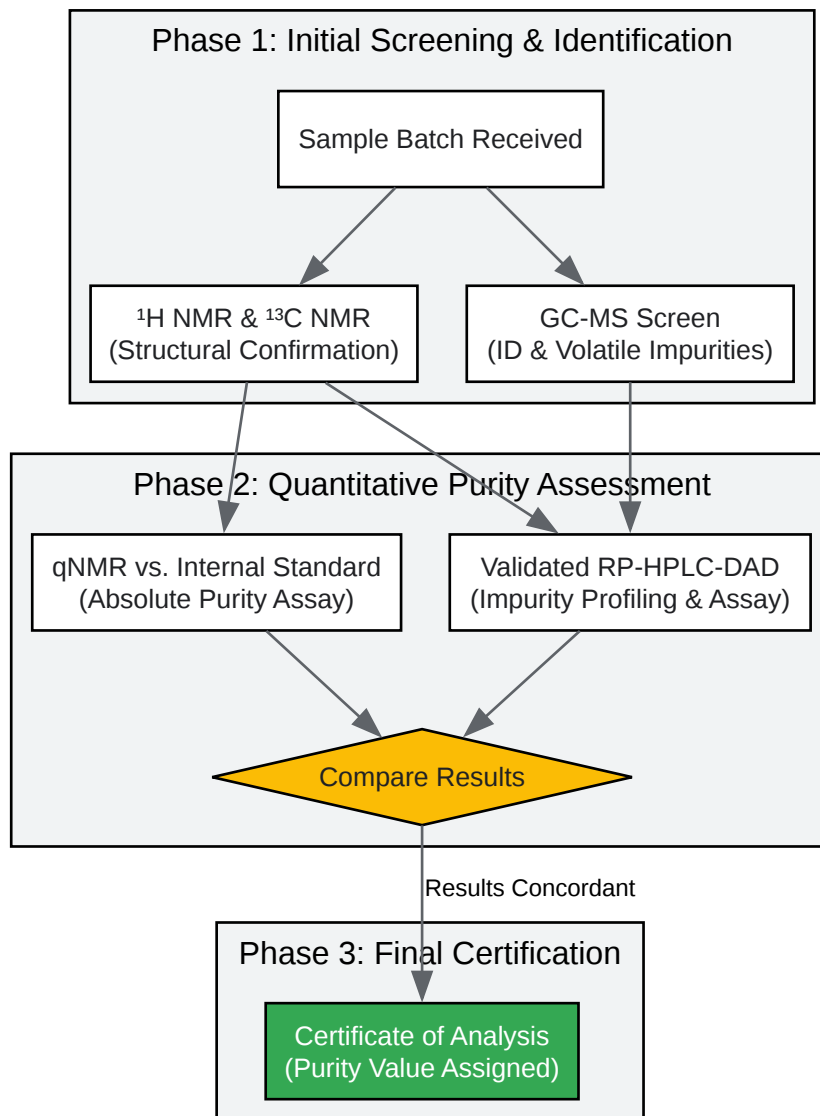 Phase 1: Initial Screening & Identification
Sample Batch Received
¹H NMR & ¹³C NMR
(Structural Confirmation)
GC-MS Screen
(ID & Volatile Impurities)
Phase 2: Quantitative Purity Assessment
qNMR vs. Internal Standard
(Absolute Purity Assay)
Validated RP-HPLC-DAD
(Impurity Profiling & Assay)
Compare Results
Results Concordant
Phase 3: Final Certification
Certificate of Analysis
(Purity Value Assigned)